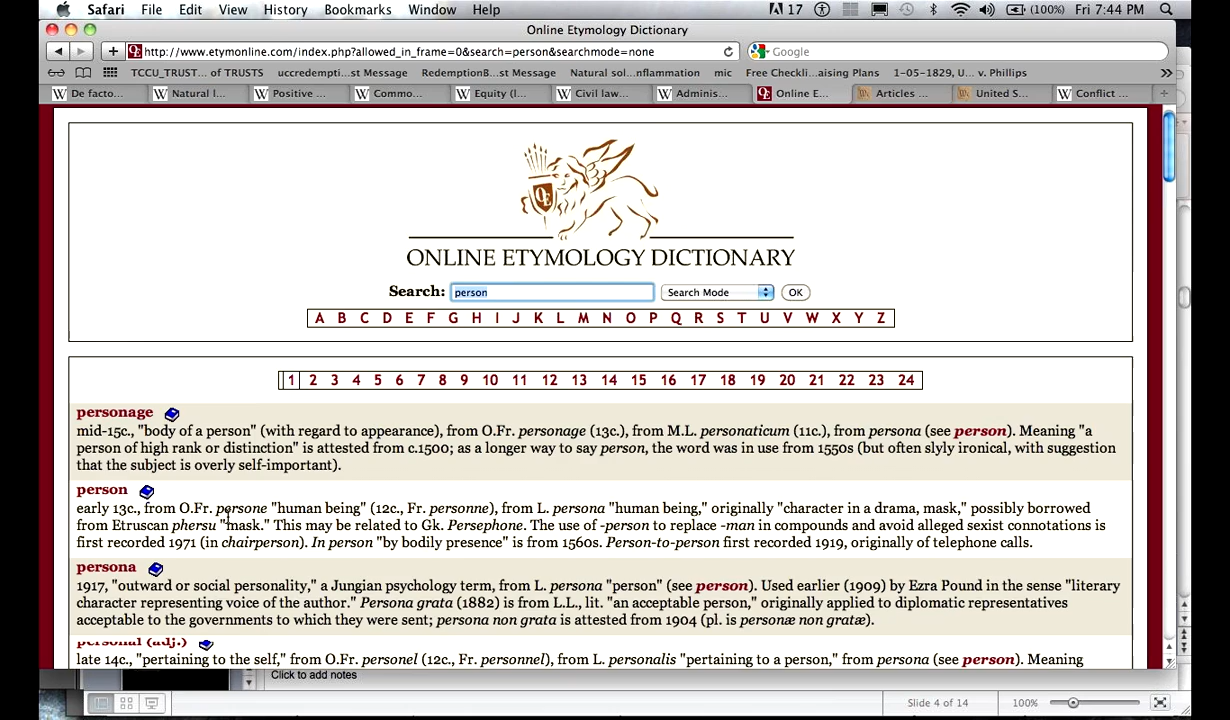 Safari File Edit View History Bookmarks Window Help 17 (100%) Fri 7:44 PM
Online Etymology Dictionary
http://www.etymonline.com/index.php?allowed_in_frame=0&search=person&searchmode=none Google
TCCU_TRUST... of TRUSTS uccredempti...st Message RedemptionB...st Message Natural sol...nflammation mic Free Checkli...aising Plans 1-05-1829, U... v. Phillips
De facto... Natural l... Positive ... Commo... Equity (l... Civil law... Adminis... Online E... Articles ... United S... Conflict ...
OE
ONLINE ETYMOLOGY DICTIONARY
Search: person Search Mode OK
A B C D E F G H I J K L M N O P Q R S T U V W X Y Z
1 2 3 4 5 6 7 8 9 10 11 12 13 14 15 16 17 18 19 20 21 22 23 24
personage
mid-15c., "body of a person" (with regard to appearance), from O.Fr. personage (13c.), from M.L. personaticum (11c.), from persona (see person). Meaning "a
person of high rank or distinction" is attested from c.1500; as a longer way to say person, the word was in use from 1550s (but often slyly ironical, with suggestion
that the subject is overly self-important).
person
early 13c., from O.Fr. persone "human being" (12c., Fr. personne), from L. persona "human being," originally "character in a drama, mask," possibly borrowed
from Etruscan phersu "mask." This may be related to Gk. Persephone. The use of -person to replace -man in compounds and avoid alleged sexist connotations is
first recorded 1971 (in chairperson). In person "by bodily presence" is from 1560s. Person-to-person first recorded 1919, originally of telephone calls.
persona
1917, "outward or social personality," a Jungian psychology term, from L. persona "person" (see person). Used earlier (1909) by Ezra Pound in the sense "literary
character representing voice of the author." Persona grata (1882) is from L.L., lit. "an acceptable person," originally applied to diplomatic representatives
acceptable to the governments to which they were sent; persona non grata is attested from 1904 (pl. is personæ non gratæ).
personal (adj.)
late 14c., "pertaining to the self," from O.Fr. personel (12c., Fr. personnel), from L. personalis "pertaining to a person," from persona (see person). Meaning
Click to add notes
Slide 4 of 14 100%